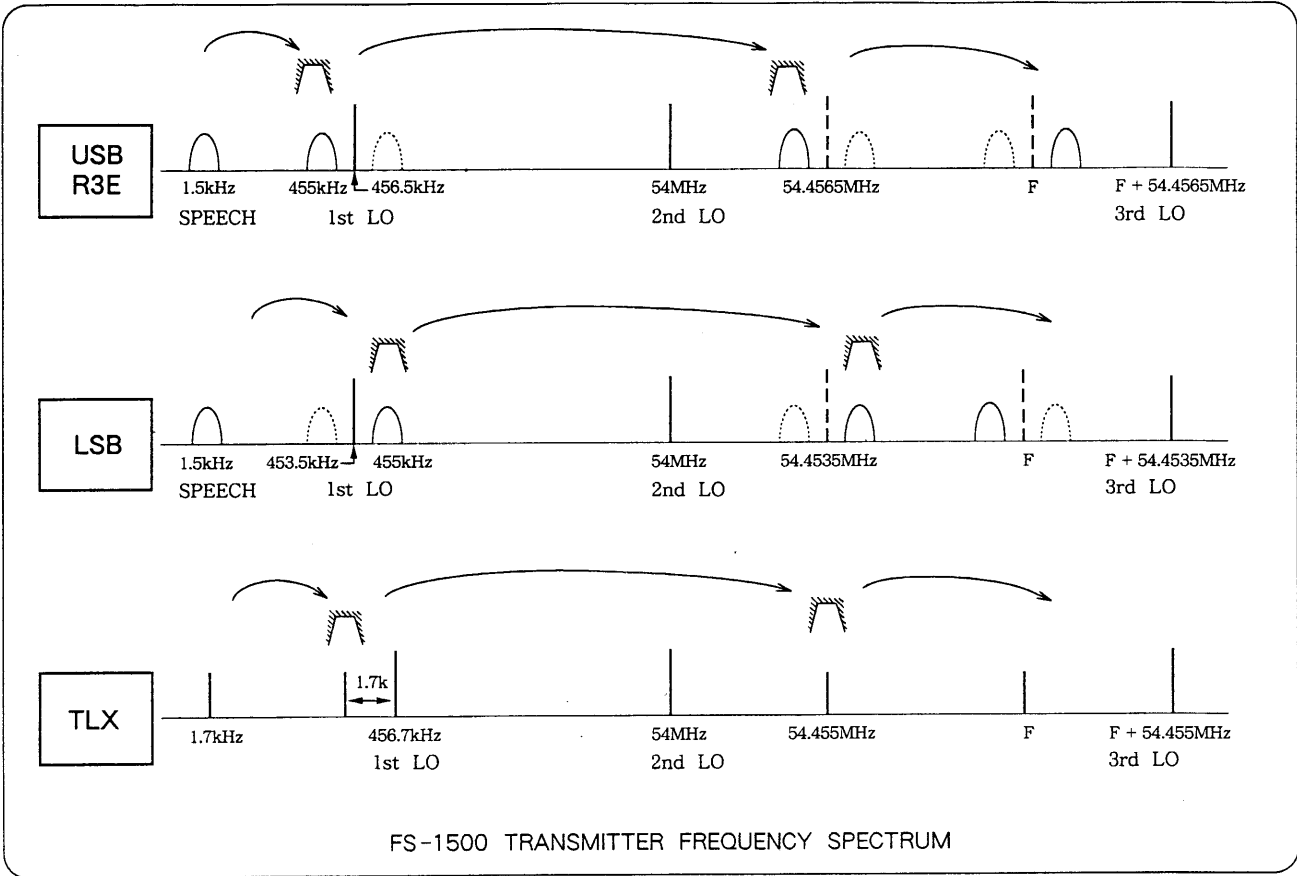 USB
R3E
1.5kHz 455kHz 456.5kHz 54MHz 54.4565MHz F F + 54.4565MHz
SPEECH 1st LO 2nd LO 3rd LO
LSB
1.5kHz 453.5kHz 455kHz 54MHz 54.4535MHz F F + 54.4535MHz
SPEECH 1st LO 2nd LO 3rd LO
1.7k
TLX
1.7kHz 456.7kHz 54MHz 54.455MHz F F + 54.455MHz
1st LO 2nd LO 3rd LO
FS-1500 TRANSMITTER FREQUENCY SPECTRUM